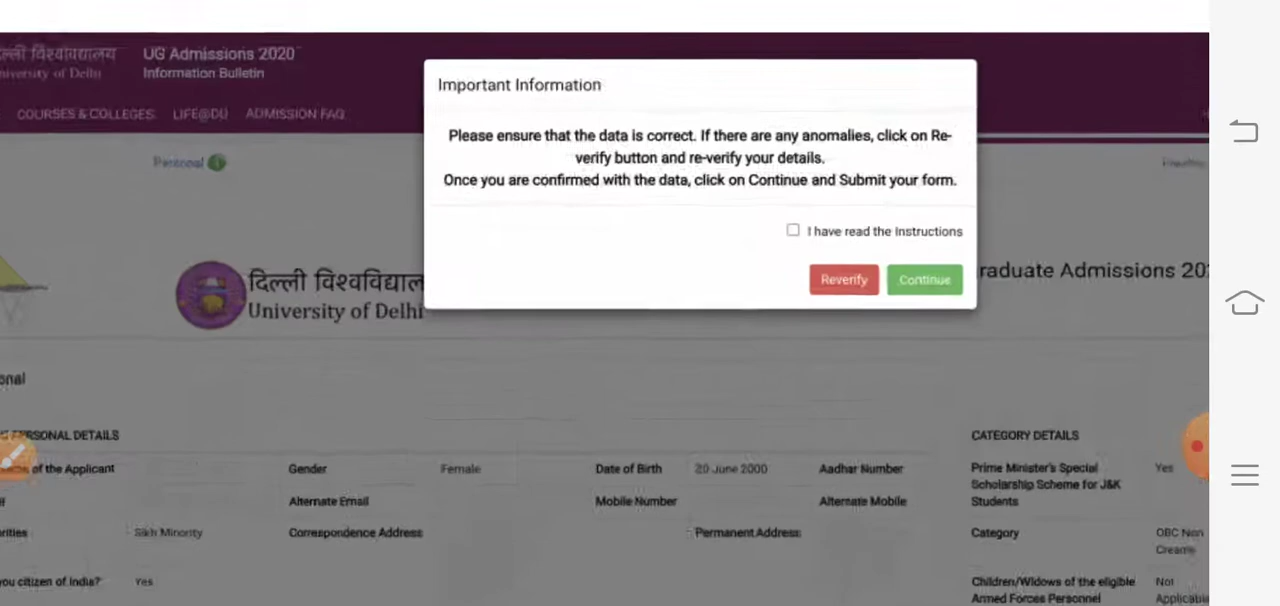 UG Admissions 2020
University of Delhi
Information Bulletin
COURSES & COLLEGES LIFE@DU ADMISSION FAQ
Important Information
Please ensure that the data is correct. If there are any anomalies, click on Re-
verify button and re-verify your details.
Once you are confirmed with the data, click on Continue and Submit your form.
Personal
I have read the Instructions
Reverify Continue
दिल्ली विश्वविद्याल
University of Delhi
raduate Admissions 20
onal
PERSONAL DETAILS
CATEGORY DETAILS
of the Applicant Gender Female Date of Birth 20 June 2000 Aadhar Number
Prime Minister's Special Yes
Scholarship Scheme for J&K
Students
Alternate Email Mobile Number Alternate Mobile
rities Sikh Minority Correspondence Address Permanent Address
Category OBC Non
Creamy
you citizen of India? Yes
Children/Widows of the eligible Not
Armed Forces Personnel Applicable